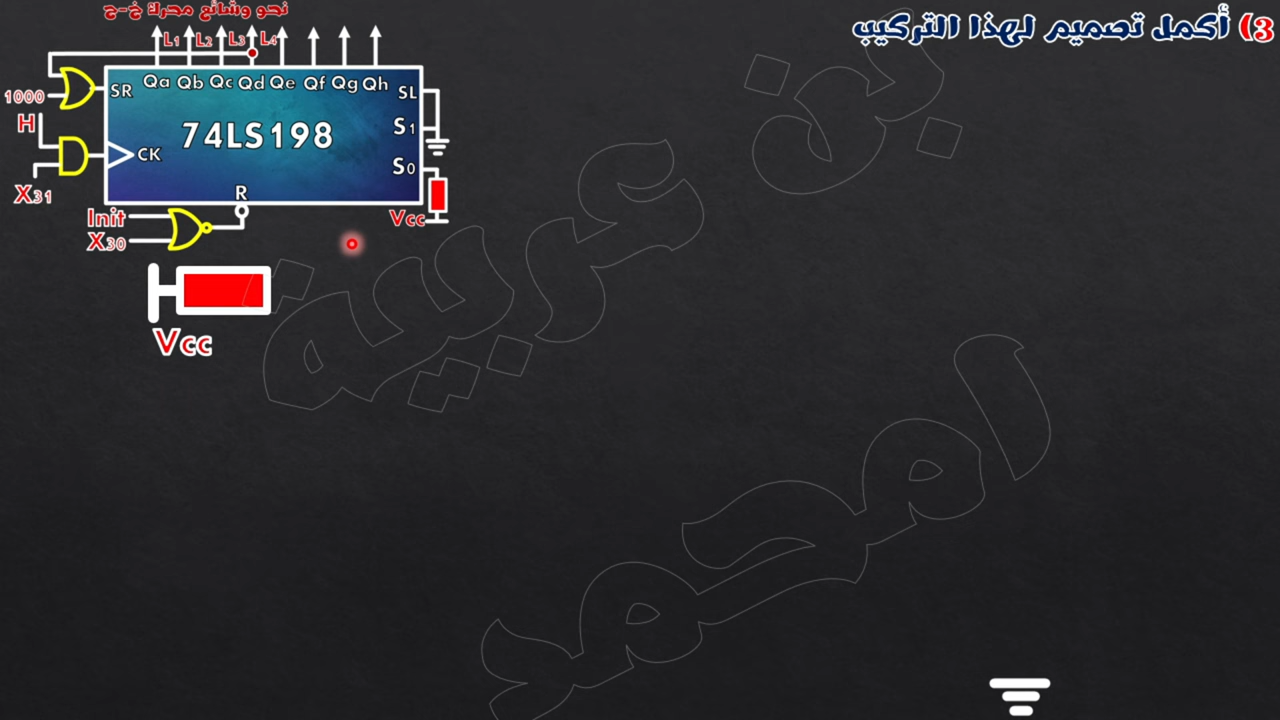 3) أكمل تصميم لهذا التركيب
نحو وشائع محرك خ-ج
L1 L2 L3 L4
Qa Qb Qc Qd Qe Qf Qg Qh
1000 SR SL
H 74LS198 S1
CK S0
X31
R
Init Vcc
X30
Vcc
بن عربية
امحمد